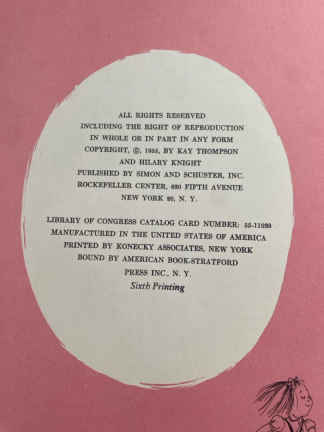 ALL RIGHTS RESERVED
INCLUDING THE RIGHT OF REPRODUCTION
IN WHOLE OR IN PART IN ANY FORM
COPYRIGHT, ©, 1955, BY KAY THOMPSON
AND HILARY KNIGHT
PUBLISHED BY SIMON AND SCHUSTER, INC.
ROCKEFELLER CENTER, 630 FIFTH AVENUE
NEW YORK 20, N. Y.
LIBRARY OF CONGRESS CATALOG CARD NUMBER:
MANUFACTURED IN THE UNITED STATES OF AMERICA
PRINTED BY KONECKY ASSOCIATES, NEW YORK
BOUND BY AMERICAN BOOK-STRATFORD
PRESS INC., N. Y.
Sixth Printing